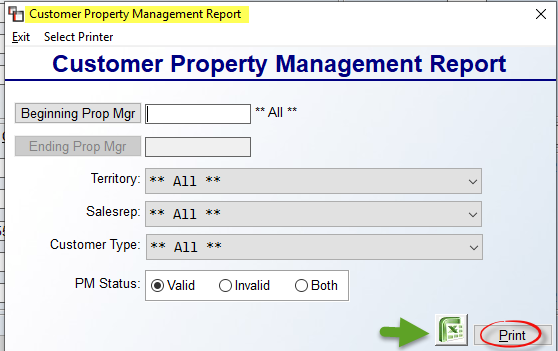 Customer Property Management Report
Exit Select Printer
Customer Property Management Report
Beginning Prop Mgr ** All **
Ending Prop Mgr
Territory: ** All **
Salesrep: ** All **
Customer Type: ** All **
PM Status: Valid Invalid Both
Print